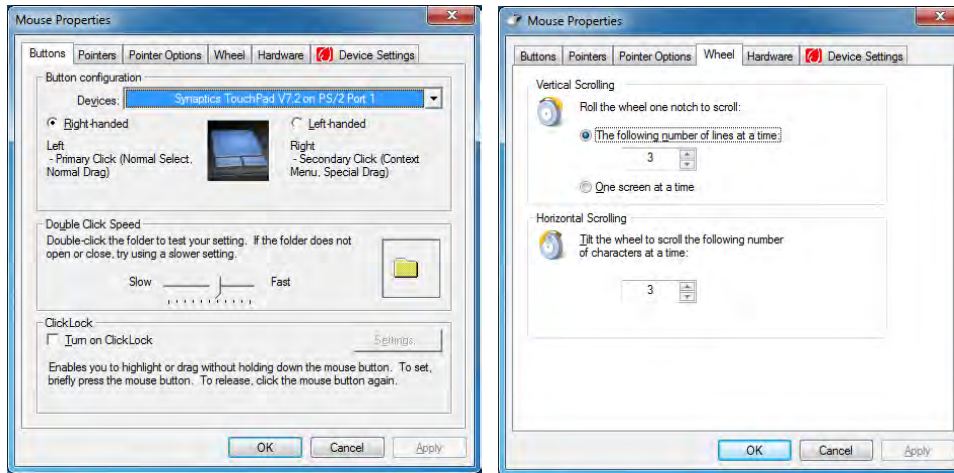 Mouse Properties
Buttons Pointers Pointer Options Wheel Hardware Device Settings
Button configuration
Devices: Synaptics TouchPad V7.2 on PS/2 Port 1
Right-handed Left-handed
Left
- Primary Click (Normal Select,
Normal Drag)
Right
- Secondary Click (Context
Menu, Special Drag)
Double Click Speed
Double-click the folder to test your setting. If the folder does not
open or close, try using a slower setting.
Slow Fast
ClickLock
Turn on ClickLock Settings...
Enables you to highlight or drag without holding down the mouse button. To set,
briefly press the mouse button. To release, click the mouse button again.
OK Cancel Apply
Mouse Properties
Buttons Pointers Pointer Options Wheel Hardware Device Settings
Vertical Scrolling
Roll the wheel one notch to scroll:
The following number of lines at a time:
3
One screen at a time
Horizontal Scrolling
Tilt the wheel to scroll the following number
of characters at a time:
3
OK Cancel Apply